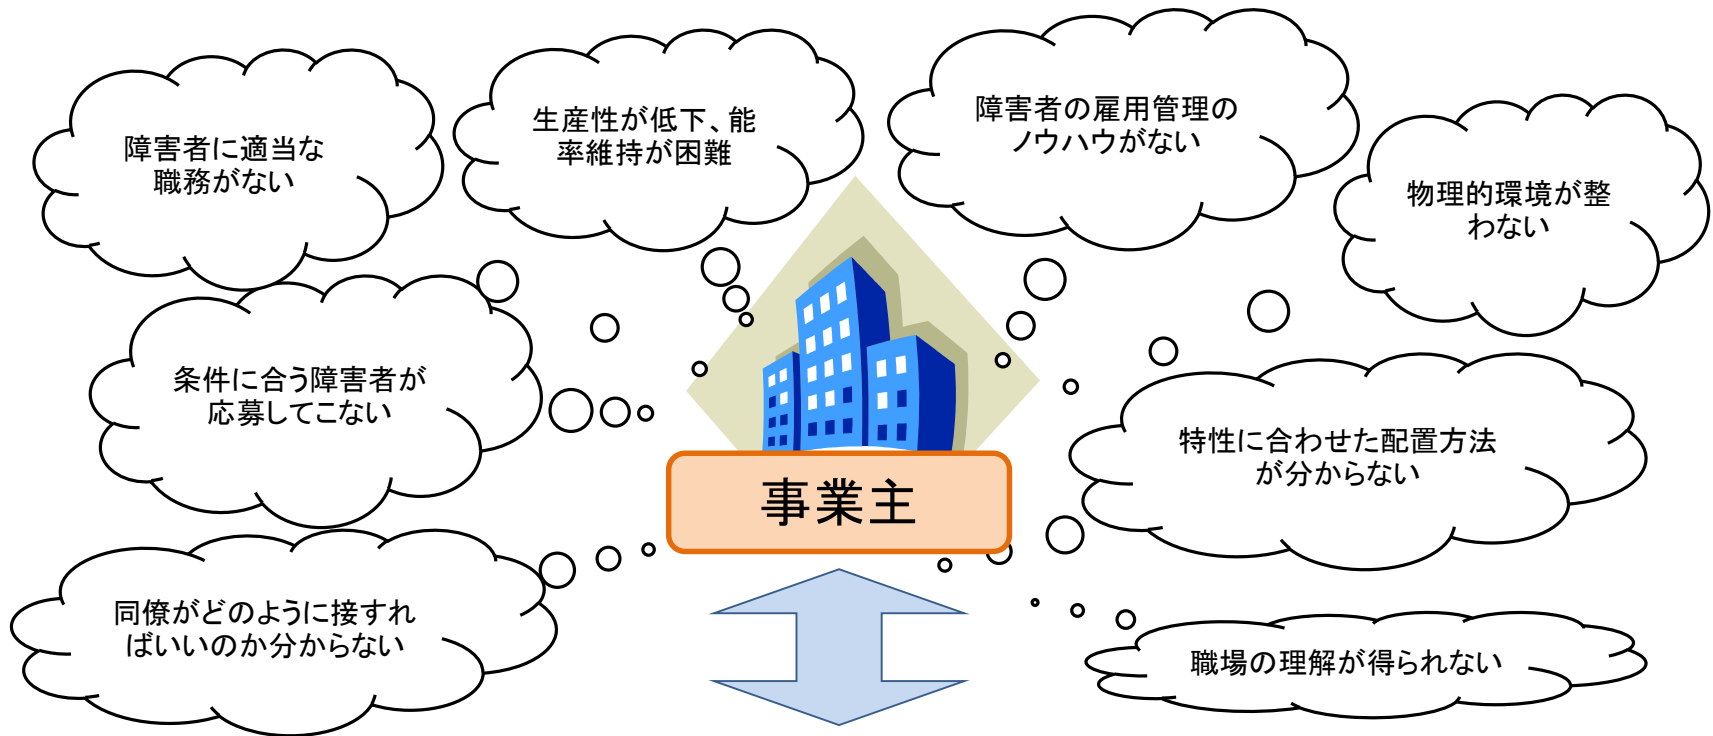 障害者に適当な
職務がない
生産性が低下、能
率維持が困難
障害者の雇用管理の
ノウハウがない
物理的環境が整
わない
条件に合う障害者が
応募してこない
特性に合わせた配置方法
が分からない
事業主
同僚がどのように接すれ
ばいいのか分からない
職場の理解が得られない